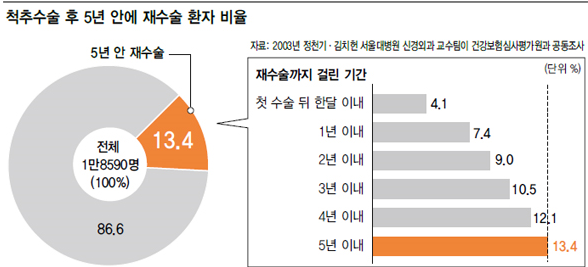 척추수술 후 5년 안에 재수술 환자 비율
자료: 2003년 정천기·김치헌 서울대병원 신경외과 교수팀이 건강보험심사평가원과 공동조사
5년 안 재수술
13.4
전체
1만8590명
(100%)
86.6
재수술까지 걸린 기간
(단위 %)
첫 수술 뒤 한달 이내 4.1
1년 이내 7.4
2년 이내 9.0
3년 이내 10.5
4년 이내 12.1
5년 이내 13.4